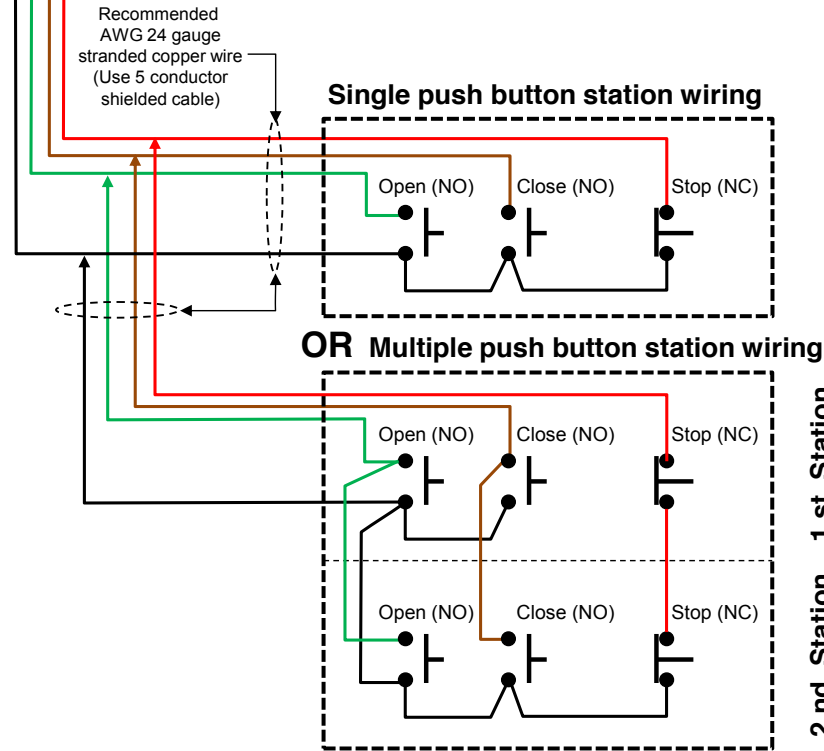 Recommended
AWG 24 gauge
stranded copper wire
(Use 5 conductor
shielded cable)
Single push button station wiring
Open (NO) Close (NO) Stop (NC)
OR Multiple push button station wiring
Open (NO) Close (NO) Stop (NC)
1 st Station
Open (NO) Close (NO) Stop (NC)
2 nd Station